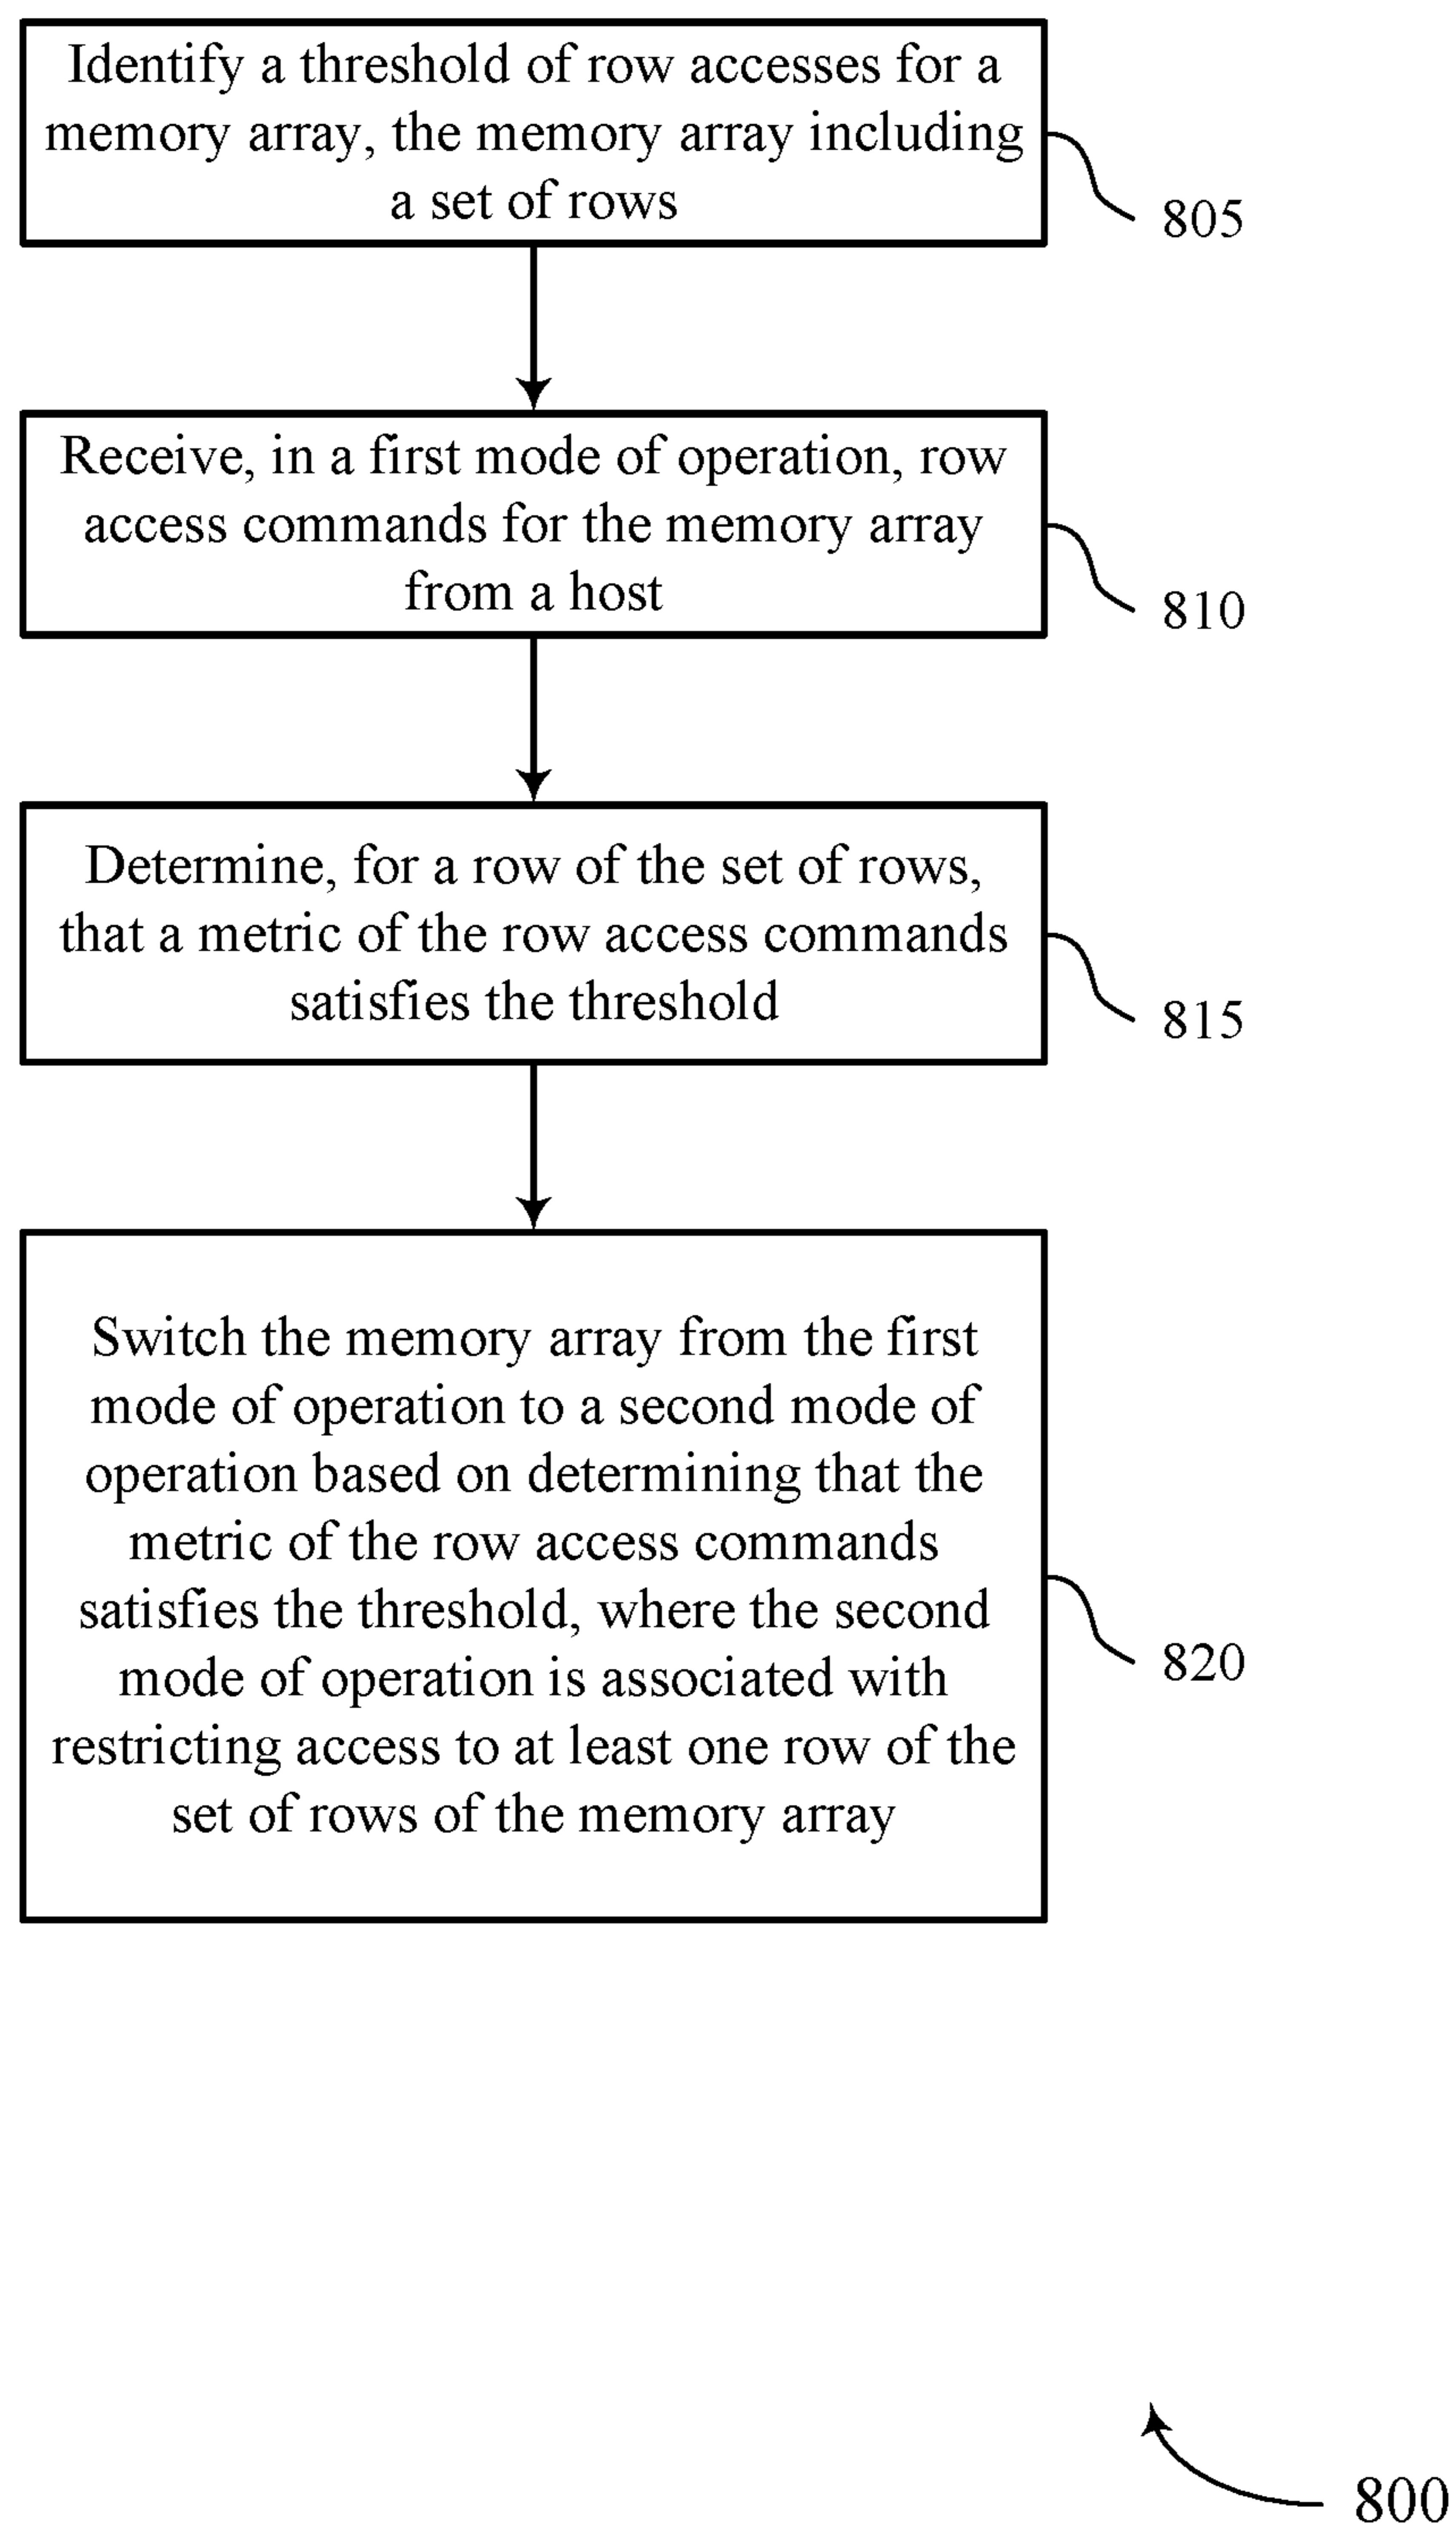 Identify a threshold of row accesses for a
memory array, the memory array including
a set of rows
805
Receive, in a first mode of operation, row
access commands for the memory array
from a host
810
Determine, for a row of the set of rows,
that a metric of the row access commands
satisfies the threshold
815
Switch the memory array from the first
mode of operation to a second mode of
operation based on determining that the
metric of the row access commands
satisfies the threshold, where the second
mode of operation is associated with
restricting access to at least one row of the
set of rows of the memory array
820
800